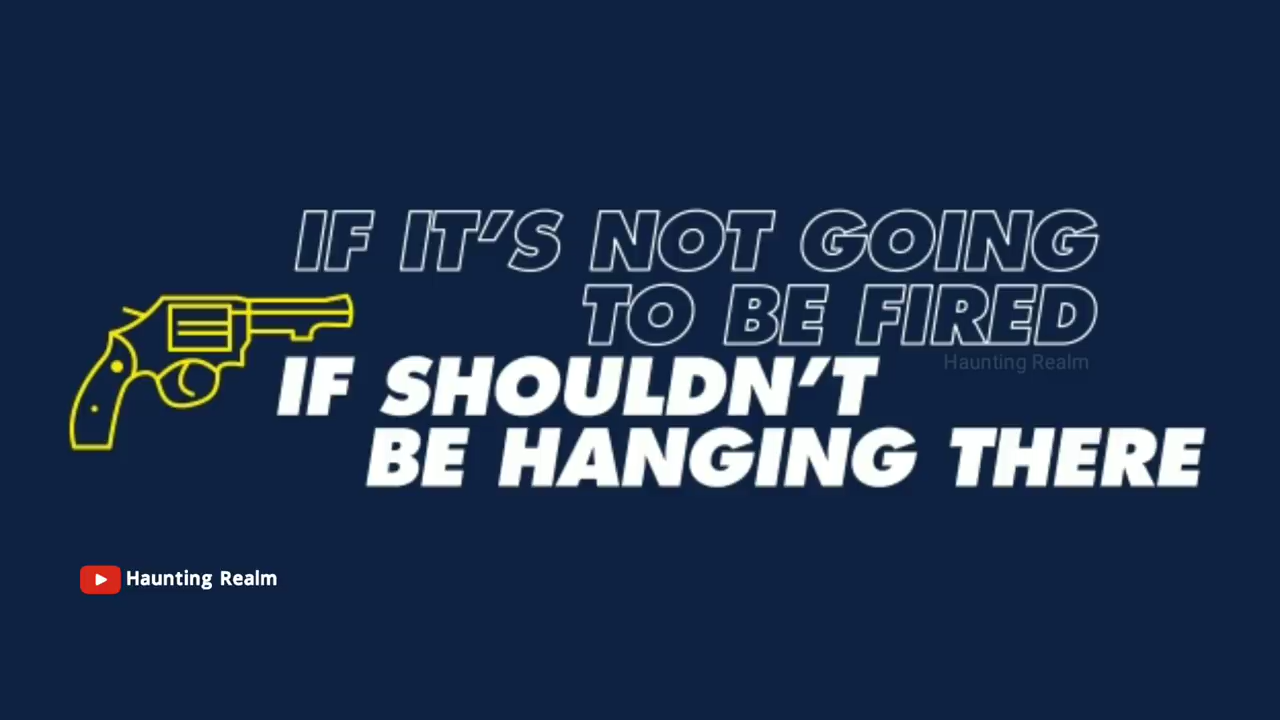 IF IT'S NOT GOING
TO BE FIRED
Haunting Realm
IF SHOULDN'T
BE HANGING THERE
Haunting Realm